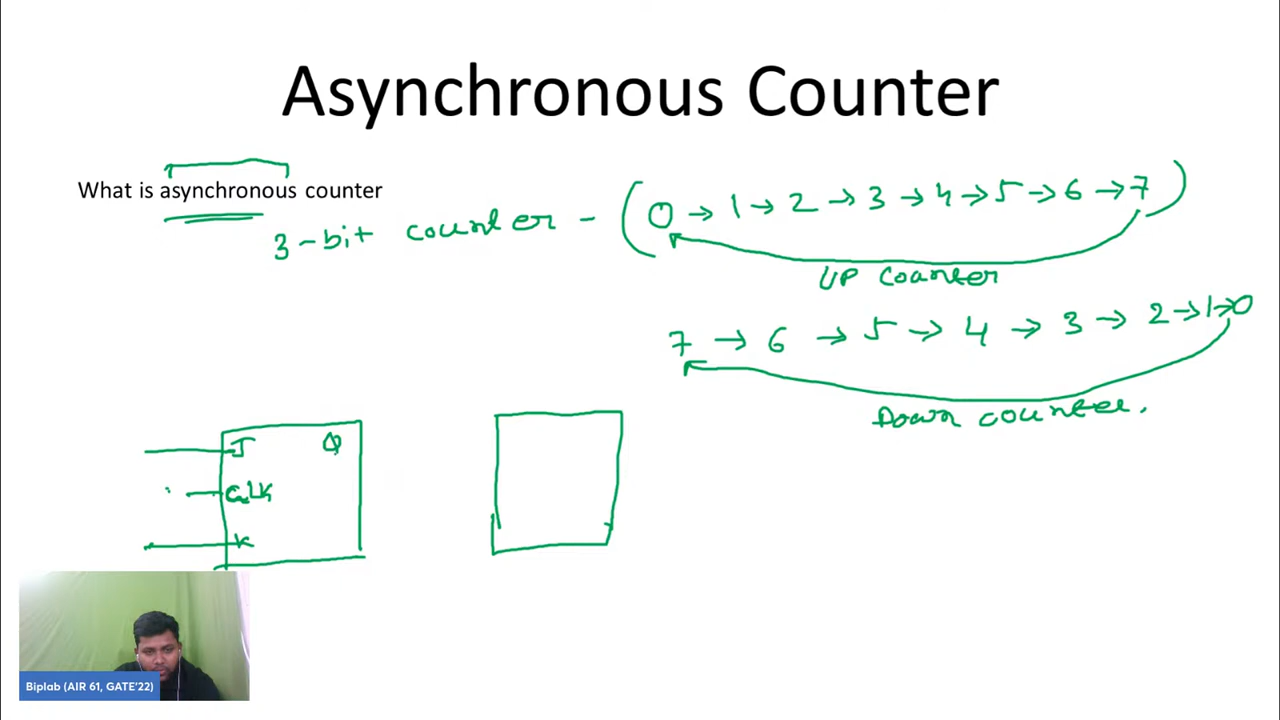 Asynchronous Counter
What is asynchronous counter
3-bit counter - (0 → 1 → 2 → 3 → 4 → 5 → 6 → 7)
UP Counter
7 → 6 → 5 → 4 → 3 → 2 → 1 → 0
Down counter.
J Q
CLK
K
Biplab (AIR 61, GATE'22)